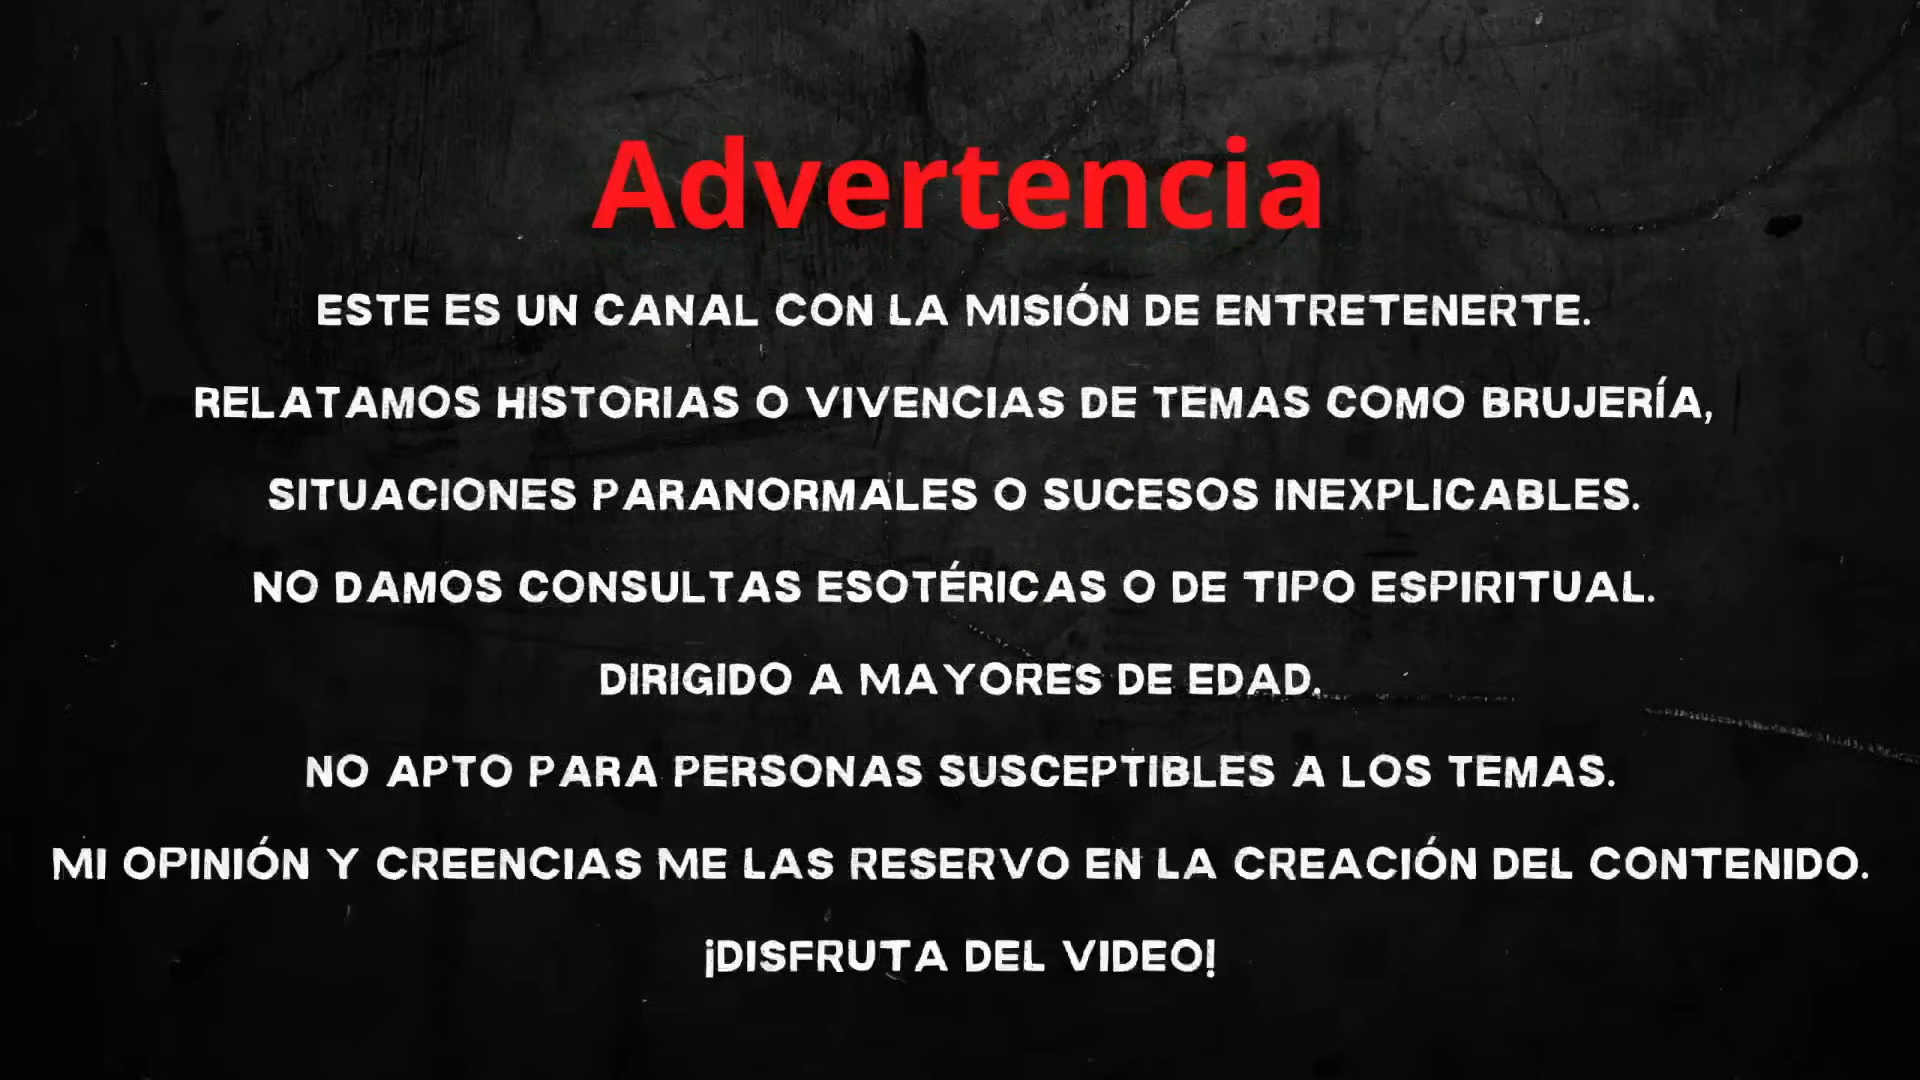 Advertencia
ESTE ES UN CANAL CON LA MISIÓN DE ENTRETENERTE.
RELATAMOS HISTORIAS O VIVENCIAS DE TEMAS COMO BRUJERÍA,
SITUACIONES PARANORMALES O SUCESOS INEXPLICABLES.
NO DAMOS CONSULTAS ESOTÉRICAS O DE TIPO ESPIRITUAL.
DIRIGIDO A MAYORES DE EDAD.
NO APTO PARA PERSONAS SUSCEPTIBLES A LOS TEMAS.
MI OPINIÓN Y CREENCIAS ME LAS RESERVO EN LA CREACIÓN DEL CONTENIDO.
¡DISFRUTA DEL VIDEO!